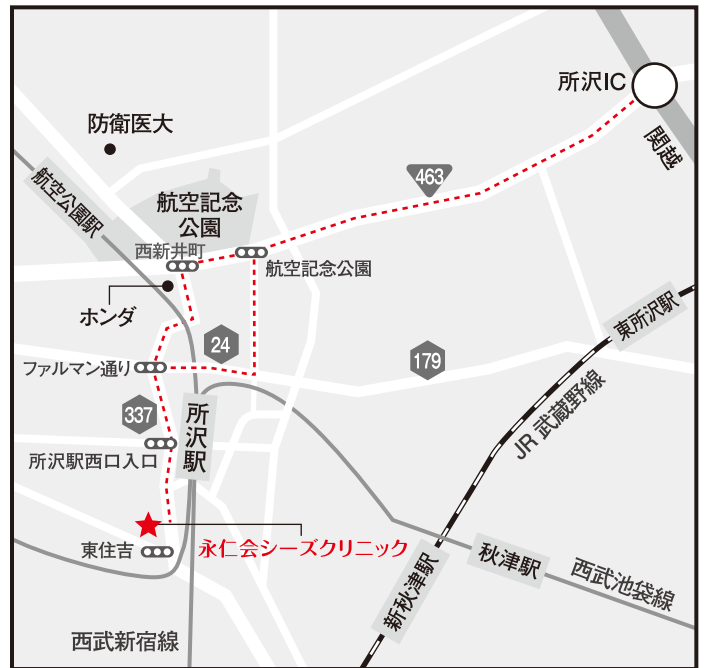 所沢IC
関越
防衛医大
463
航空公園駅
航空記念
公園
西新井町
航空記念公園
ホンダ
東所沢駅
24
179
ファルマン通り
337
所沢駅
JR 武蔵野線
所沢駅西口入口
永仁会シーズクリニック
東住吉
秋津駅
新秋津駅
西武池袋線
西武新宿線